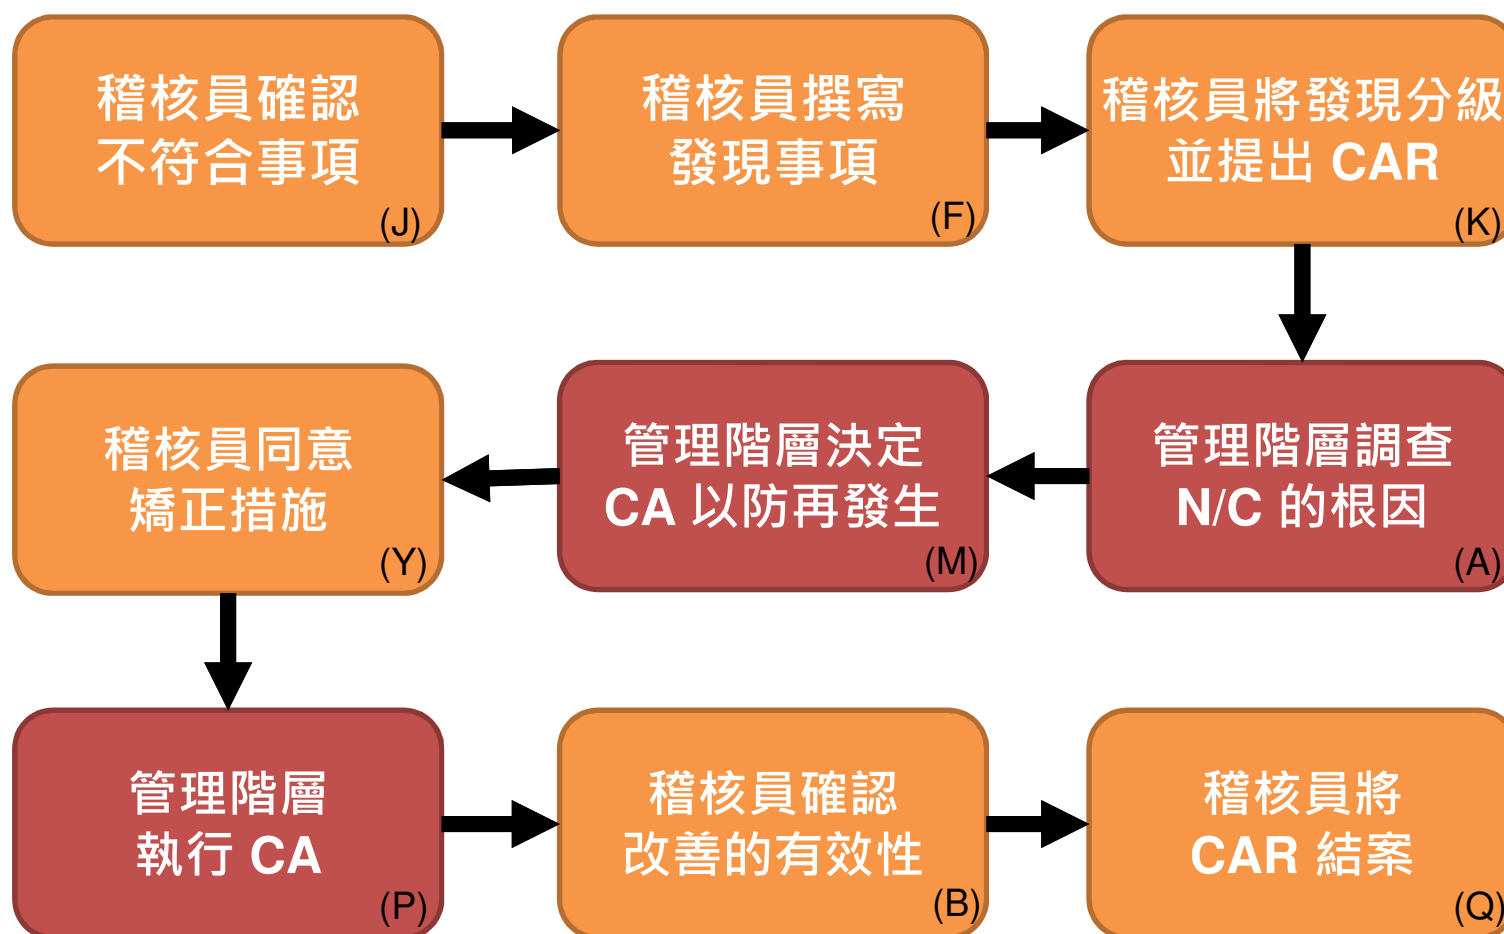 稽核員確認
不符合事項
(J)
稽核員撰寫
發現事項
(F)
稽核員將發現分級
並提出 CAR
(K)
管理階層調查
N/C 的根因
(A)
管理階層決定
CA 以防再發生
(M)
稽核員同意
矯正措施
(Y)
管理階層
執行 CA
(P)
稽核員確認
改善的有效性
(B)
稽核員將
CAR 結案
(Q)